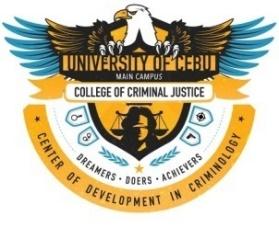 UNIVERSITY OF CEBU
MAIN CAMPUS
COLLEGE OF CRIMINAL JUSTICE
DREAMERS • DOERS • ACHIEVERS
★ CENTER OF DEVELOPMENT IN CRIMINOLOGY ★